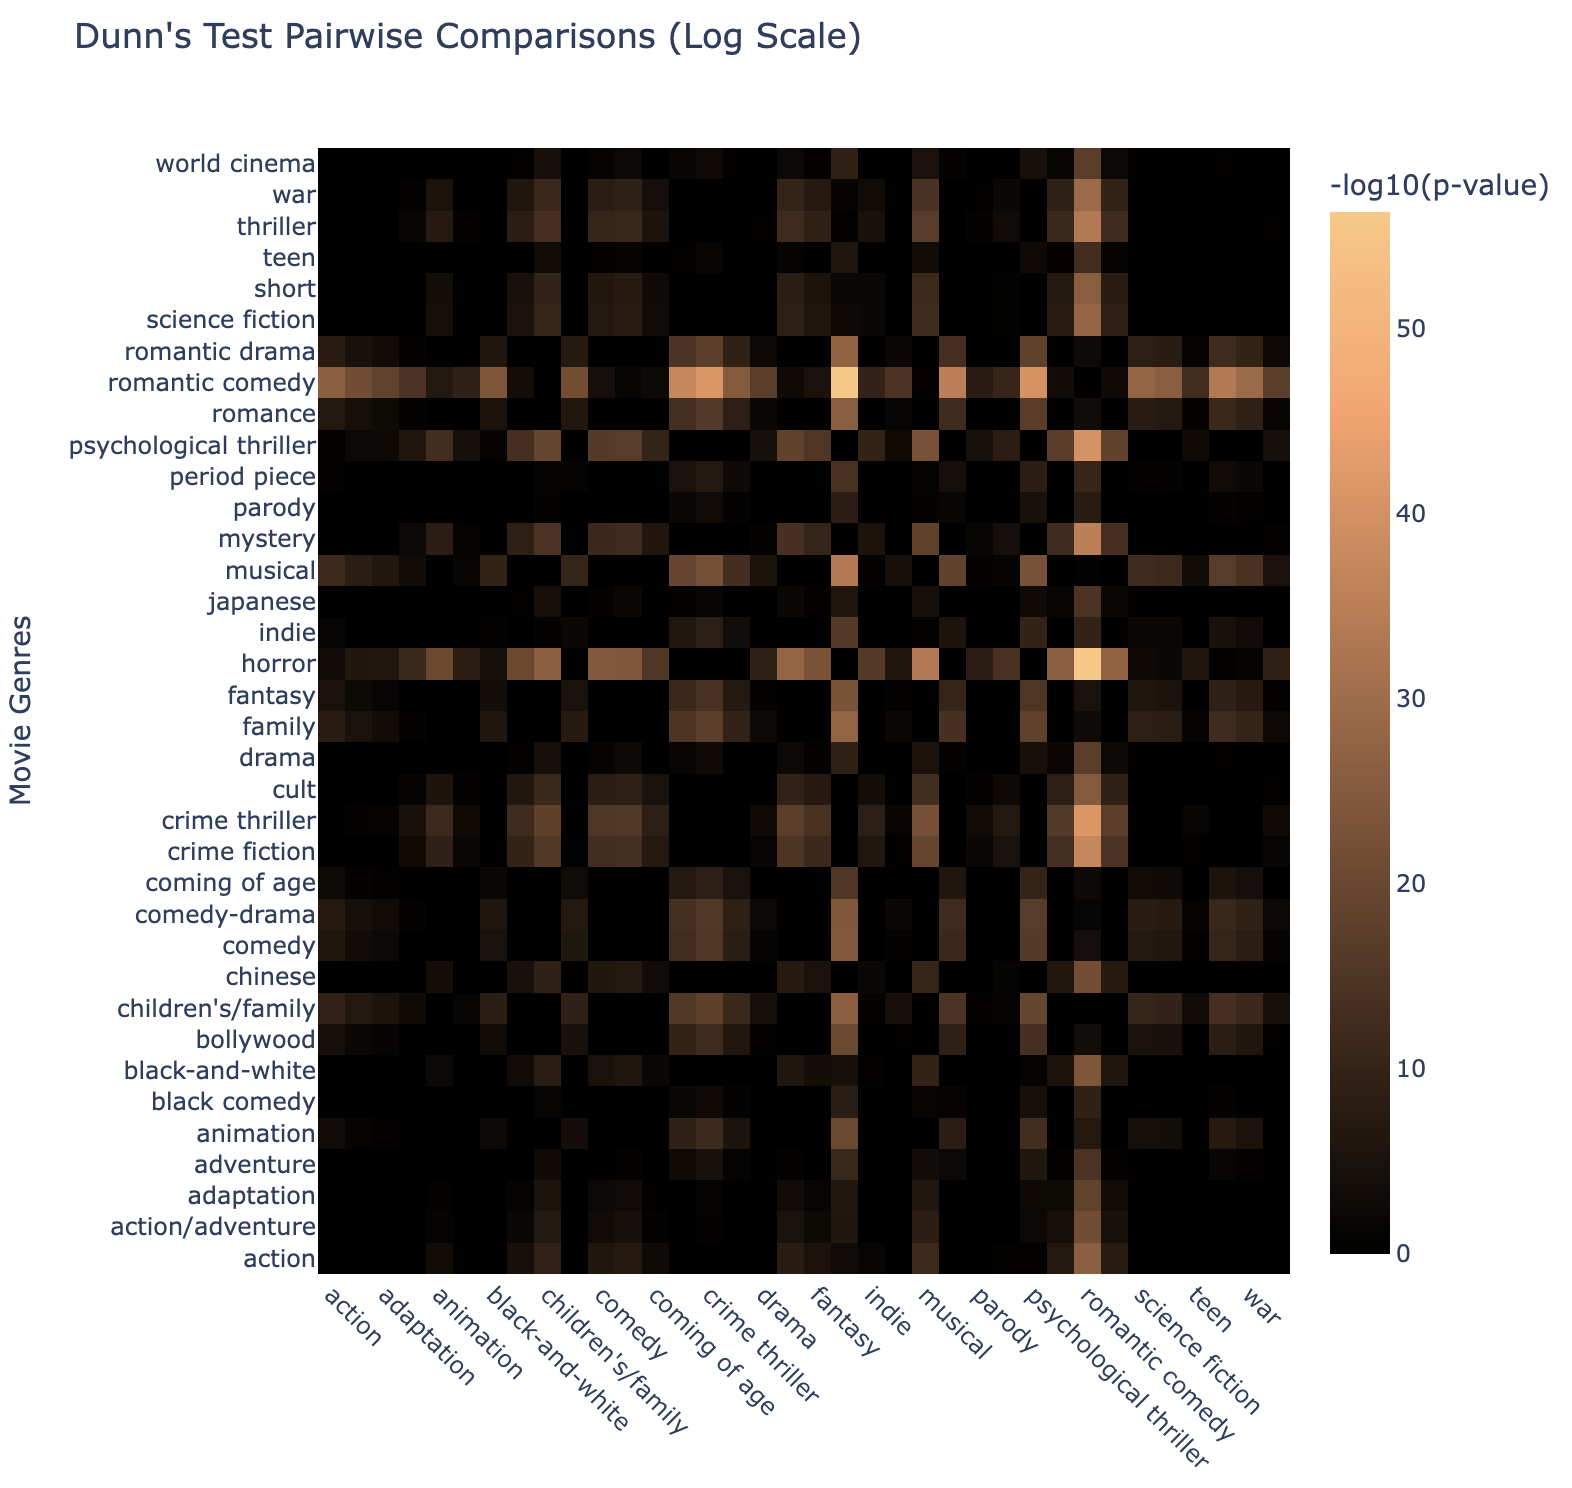 Dunn's Test Pairwise Comparisons (Log Scale)
-log10(p-value)
50
40
30
20
10
0
Movie Genres
world cinema
war
thriller
teen
short
science fiction
romantic drama
romantic comedy
romance
psychological thriller
period piece
parody
mystery
musical
japanese
indie
horror
fantasy
family
drama
cult
crime thriller
crime fiction
coming of age
comedy-drama
comedy
chinese
children's/family
bollywood
black-and-white
black comedy
animation
adventure
adaptation
action/adventure
action
action
adaptation
animation
black-and-white
children's/family
comedy
coming of age
crime thriller
drama
fantasy
indie
musical
parody
psychological thriller
romantic comedy
science fiction
teen
war